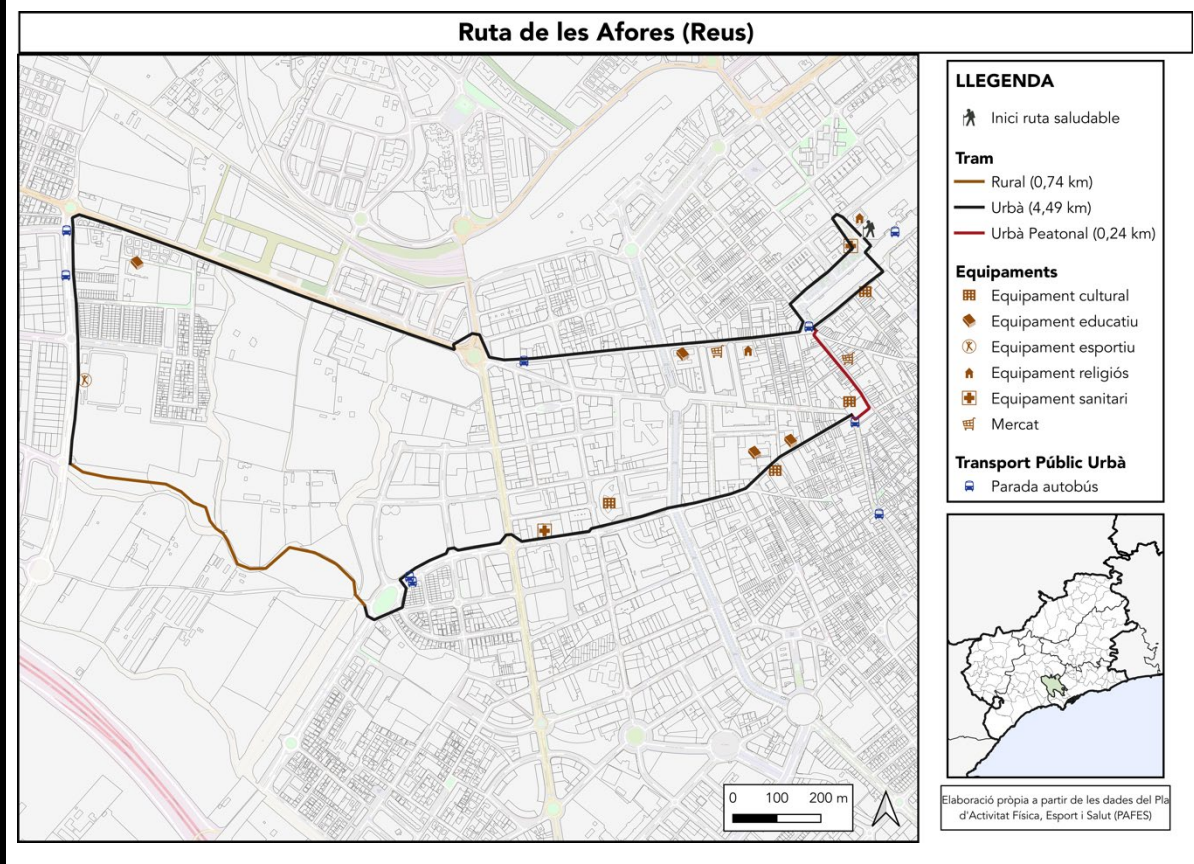 Ruta de les Afores (Reus)
LLEGENDA
Inici ruta saludable
Tram
Rural (0,74 km)
Urbà (4,49 km)
Urbà Peatonal (0,24 km)
Equipaments
Equipament cultural
Equipament educatiu
Equipament esportiu
Equipament religiós
Equipament sanitari
Mercat
Transport Públic Urbà
Parada autobús
0 100 200 m
Elaboració pròpia a partir de les dades del Pla
d'Activitat Física, Esport i Salut (PAFES)